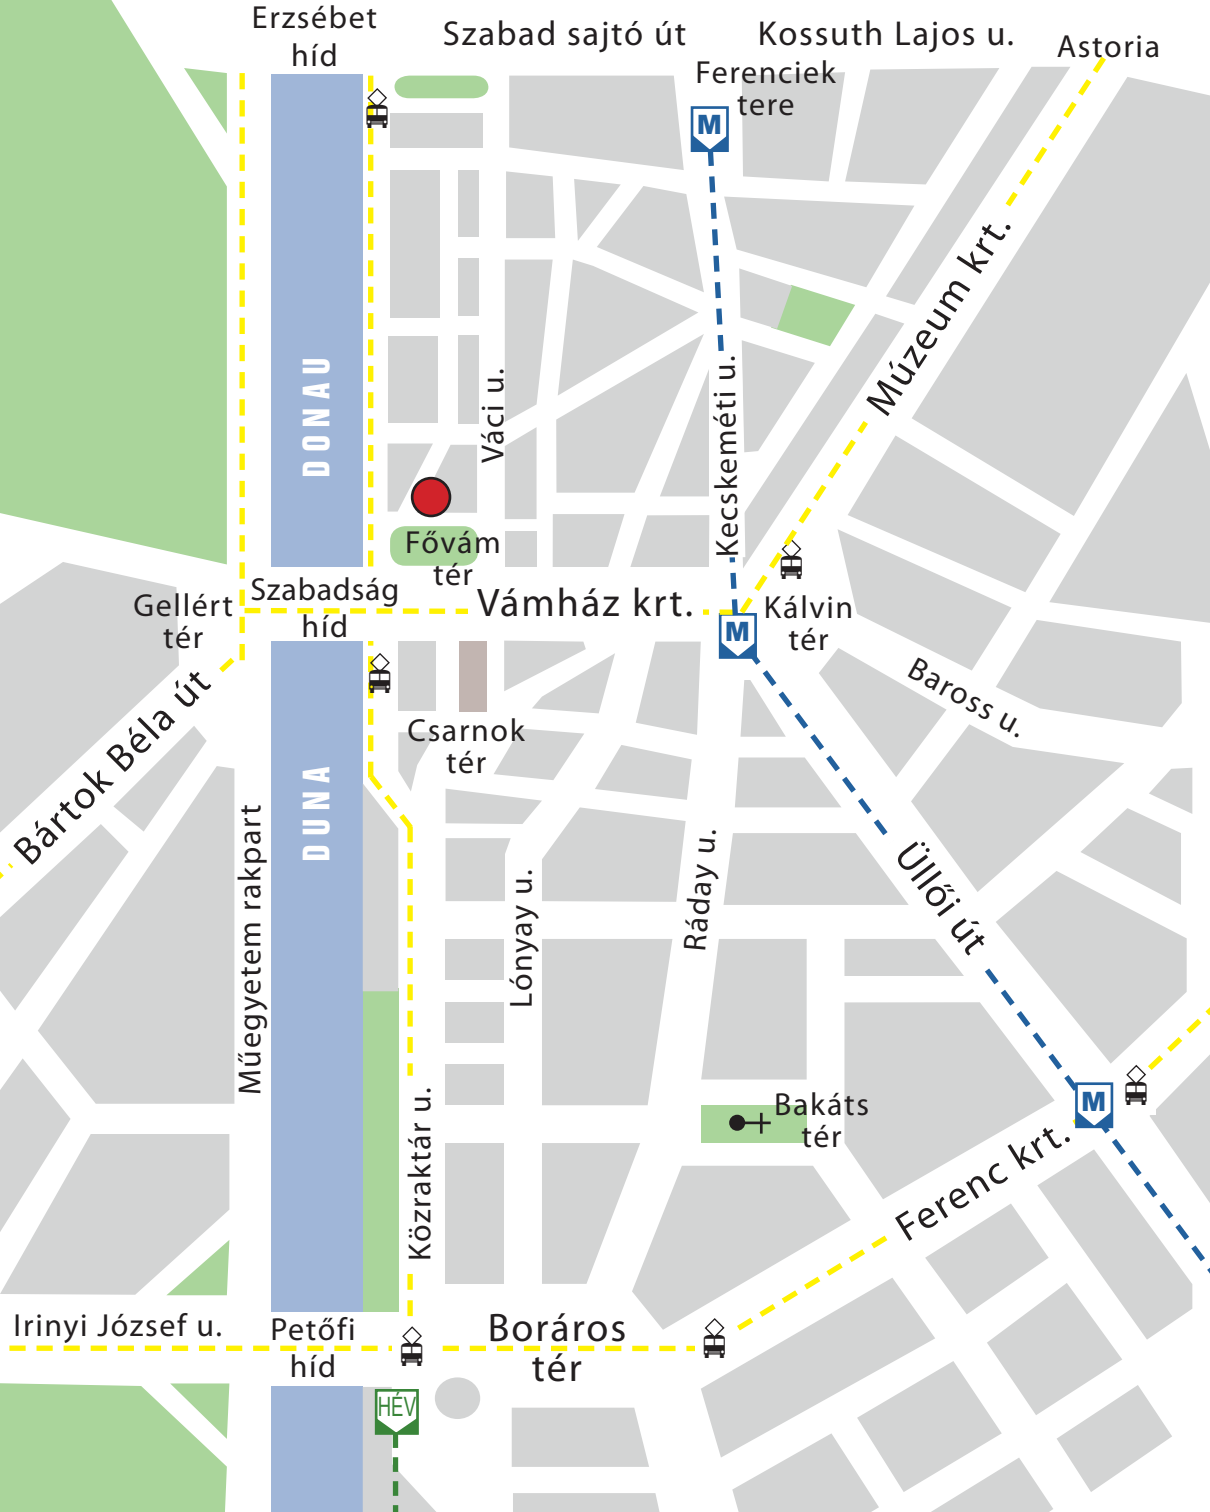 Erzsébet
híd
Szabad sajtó út
Kossuth Lajos u.
Astoria
Ferenciek
tere
M
Múzeum krt.
DONAU
Váci u.
Kecskeméti u.
Fővám
tér
Szabadság
híd
Gellért
tér
Vámház krt.
M
Kálvin
tér
Baross u.
Bártok Béla út
Csarnok
tér
DUNA
Műegyetem rakpart
Lónyay u.
Ráday u.
Üllői út
Közraktár u.
Bakáts
tér
M
Ferenc krt.
Irinyi József u.
Petőfi
híd
Boráros
tér
HÉV